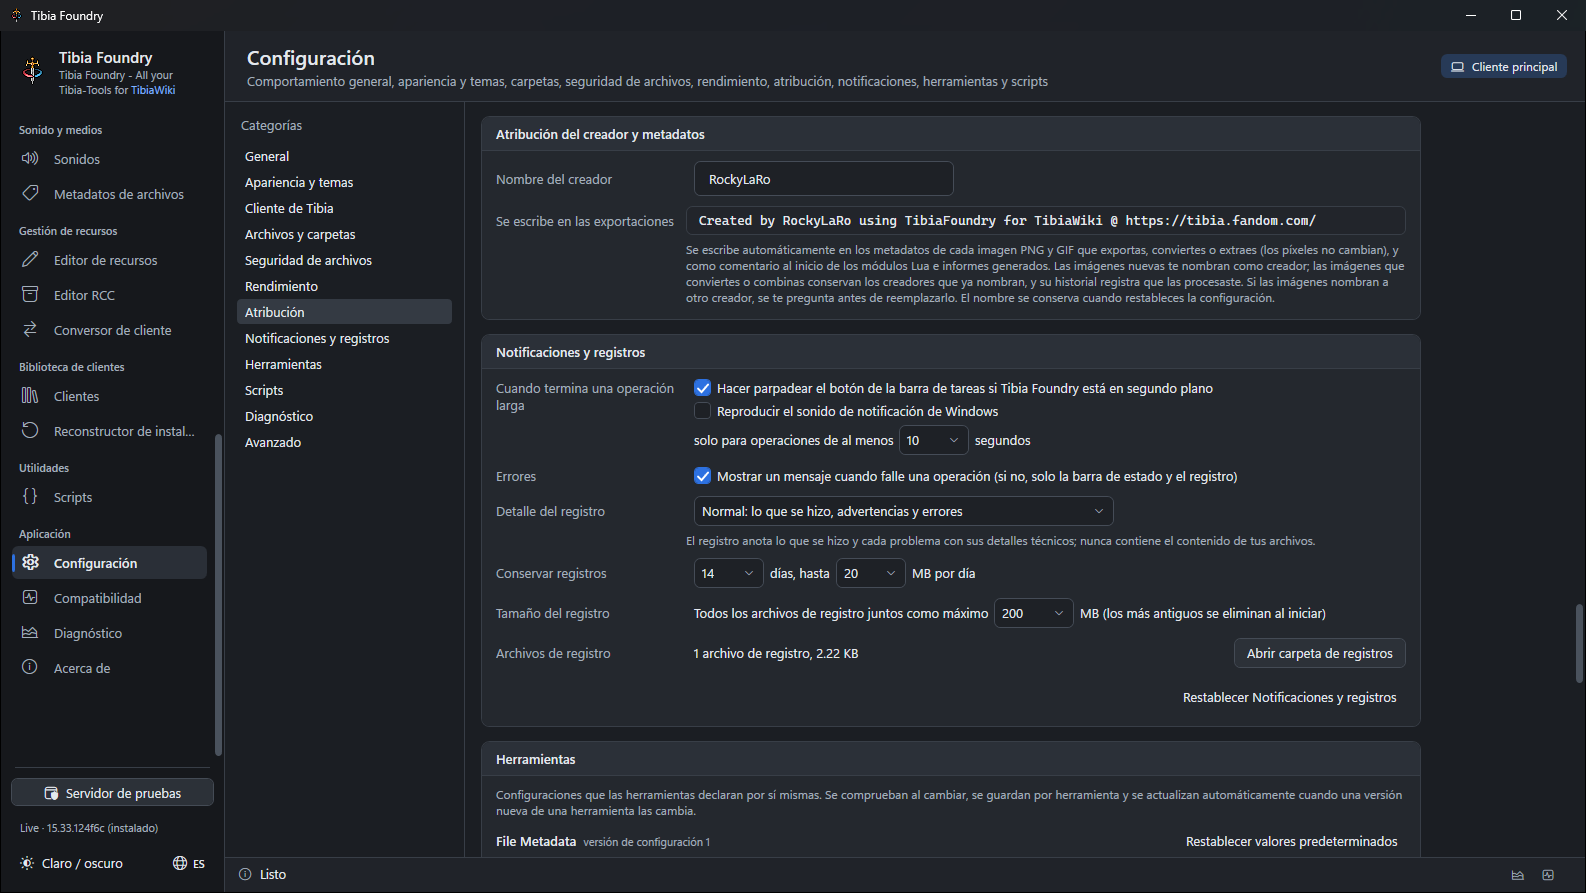 Tibia Foundry
Tibia Foundry
Tibia Foundry - All your
Tibia-Tools for TibiaWiki
Sonido y medios
Sonidos
Metadatos de archivos
Gestión de recursos
Editor de recursos
Editor RCC
Conversor de cliente
Biblioteca de clientes
Clientes
Reconstructor de instal...
Utilidades
Scripts
Aplicación
Configuración
Compatibilidad
Diagnóstico
Acerca de
Servidor de pruebas
Live · 15.33.124f6c (instalado)
Claro / oscuro
ES
Configuración
Comportamiento general, apariencia y temas, carpetas, seguridad de archivos, rendimiento, atribución, notificaciones, herramientas y scripts
Cliente principal
Categorías
General
Apariencia y temas
Cliente de Tibia
Archivos y carpetas
Seguridad de archivos
Rendimiento
Atribución
Notificaciones y registros
Herramientas
Scripts
Diagnóstico
Avanzado
Atribución del creador y metadatos
Nombre del creador
RockyLaRo
Se escribe en las exportaciones
Created by RockyLaRo using TibiaFoundry for TibiaWiki @ https://tibia.fandom.com/
Se escribe automáticamente en los metadatos de cada imagen PNG y GIF que exportas, conviertes o extraes (los píxeles no cambian), y
como comentario al inicio de los módulos Lua e informes generados. Las imágenes nuevas te nombran como creador; las imágenes que
conviertes o combinas conservan los creadores que ya nombran, y su historial registra que las procesaste. Si las imágenes nombran a
otro creador, se te pregunta antes de reemplazarlo. El nombre se conserva cuando restableces la configuración.
Notificaciones y registros
Cuando termina una operación
larga
Hacer parpadear el botón de la barra de tareas si Tibia Foundry está en segundo plano
Reproducir el sonido de notificación de Windows
solo para operaciones de al menos 10 segundos
Errores
Mostrar un mensaje cuando falle una operación (si no, solo la barra de estado y el registro)
Detalle del registro
Normal: lo que se hizo, advertencias y errores
El registro anota lo que se hizo y cada problema con sus detalles técnicos; nunca contiene el contenido de tus archivos.
Conservar registros
14 días, hasta 20 MB por día
Tamaño del registro
Todos los archivos de registro juntos como máximo 200 MB (los más antiguos se eliminan al iniciar)
Archivos de registro
1 archivo de registro, 2.22 KB
Abrir carpeta de registros
Restablecer Notificaciones y registros
Herramientas
Configuraciones que las herramientas declaran por sí mismas. Se comprueban al cambiar, se guardan por herramienta y se actualizan automáticamente cuando una versión
nueva de una herramienta las cambia.
File Metadata versión de configuración 1
Restablecer valores predeterminados
Listo